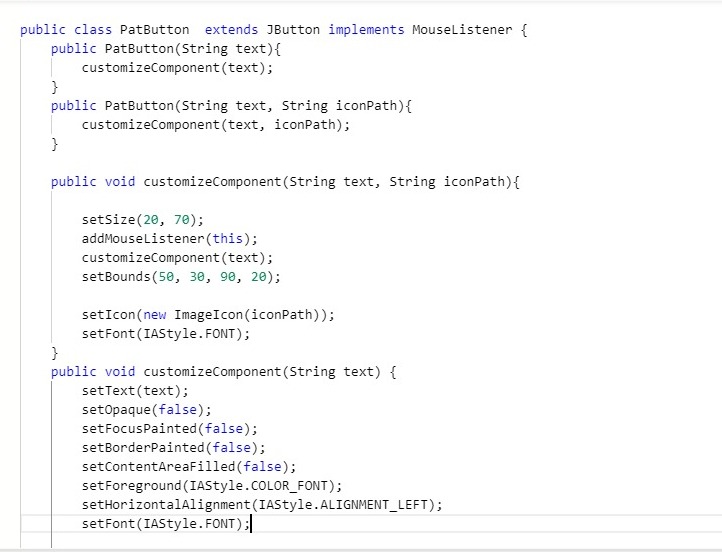 public class PatButton  extends JButton implements MouseListener {
    public PatButton(String text){
        customizeComponent(text);
    }
    public PatButton(String text, String iconPath){
        customizeComponent(text, iconPath);
    }

    public void customizeComponent(String text, String iconPath){

        setSize(20, 70);
        addMouseListener(this);
        customizeComponent(text);
        setBounds(50, 30, 90, 20);

        setIcon(new ImageIcon(iconPath));
        setFont(IAStyle.FONT);
    }
    public void customizeComponent(String text) {
        setText(text);
        setOpaque(false);
        setFocusPainted(false);
        setBorderPainted(false);
        setContentAreaFilled(false);
        setForeground(IAStyle.COLOR_FONT);
        setHorizontalAlignment(IAStyle.ALIGNMENT_LEFT);
        setFont(IAStyle.FONT);